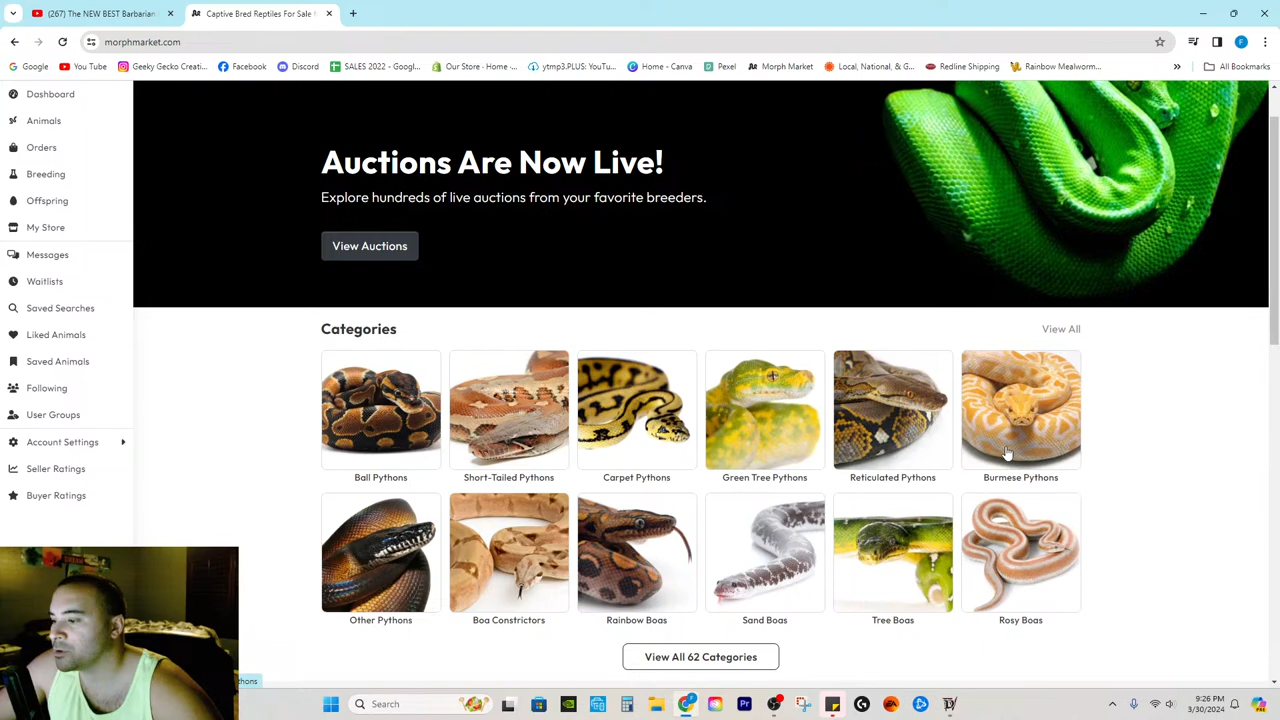 (267) The NEW BEST Barbarian
Captive Bred Reptiles For Sale
morphmarket.com
Google
You Tube
Geeky Gecko Creati...
Facebook
Discord
SALES 2022 - Googl...
Our Store · Home ·...
ytmp3.PLUS: YouTu...
Home - Canva
Pexel
Morph Market
Local, National, & G...
Redline Shipping
Rainbow Mealworm...
All Bookmarks
Dashboard
Animals
Orders
Breeding
Offspring
My Store
Messages
Waitlists
Saved Searches
Liked Animals
Saved Animals
Following
User Groups
Account Settings
Seller Ratings
Buyer Ratings
Auctions Are Now Live!
Explore hundreds of live auctions from your favorite breeders.
View Auctions
Categories
View All
Ball Pythons
Short-Tailed Pythons
Carpet Pythons
Green Tree Pythons
Reticulated Pythons
Burmese Pythons
Other Pythons
Boa Constrictors
Rainbow Boas
Sand Boas
Tree Boas
Rosy Boas
View All 62 Categories
thons
Search
9:26 PM
3/30/2024